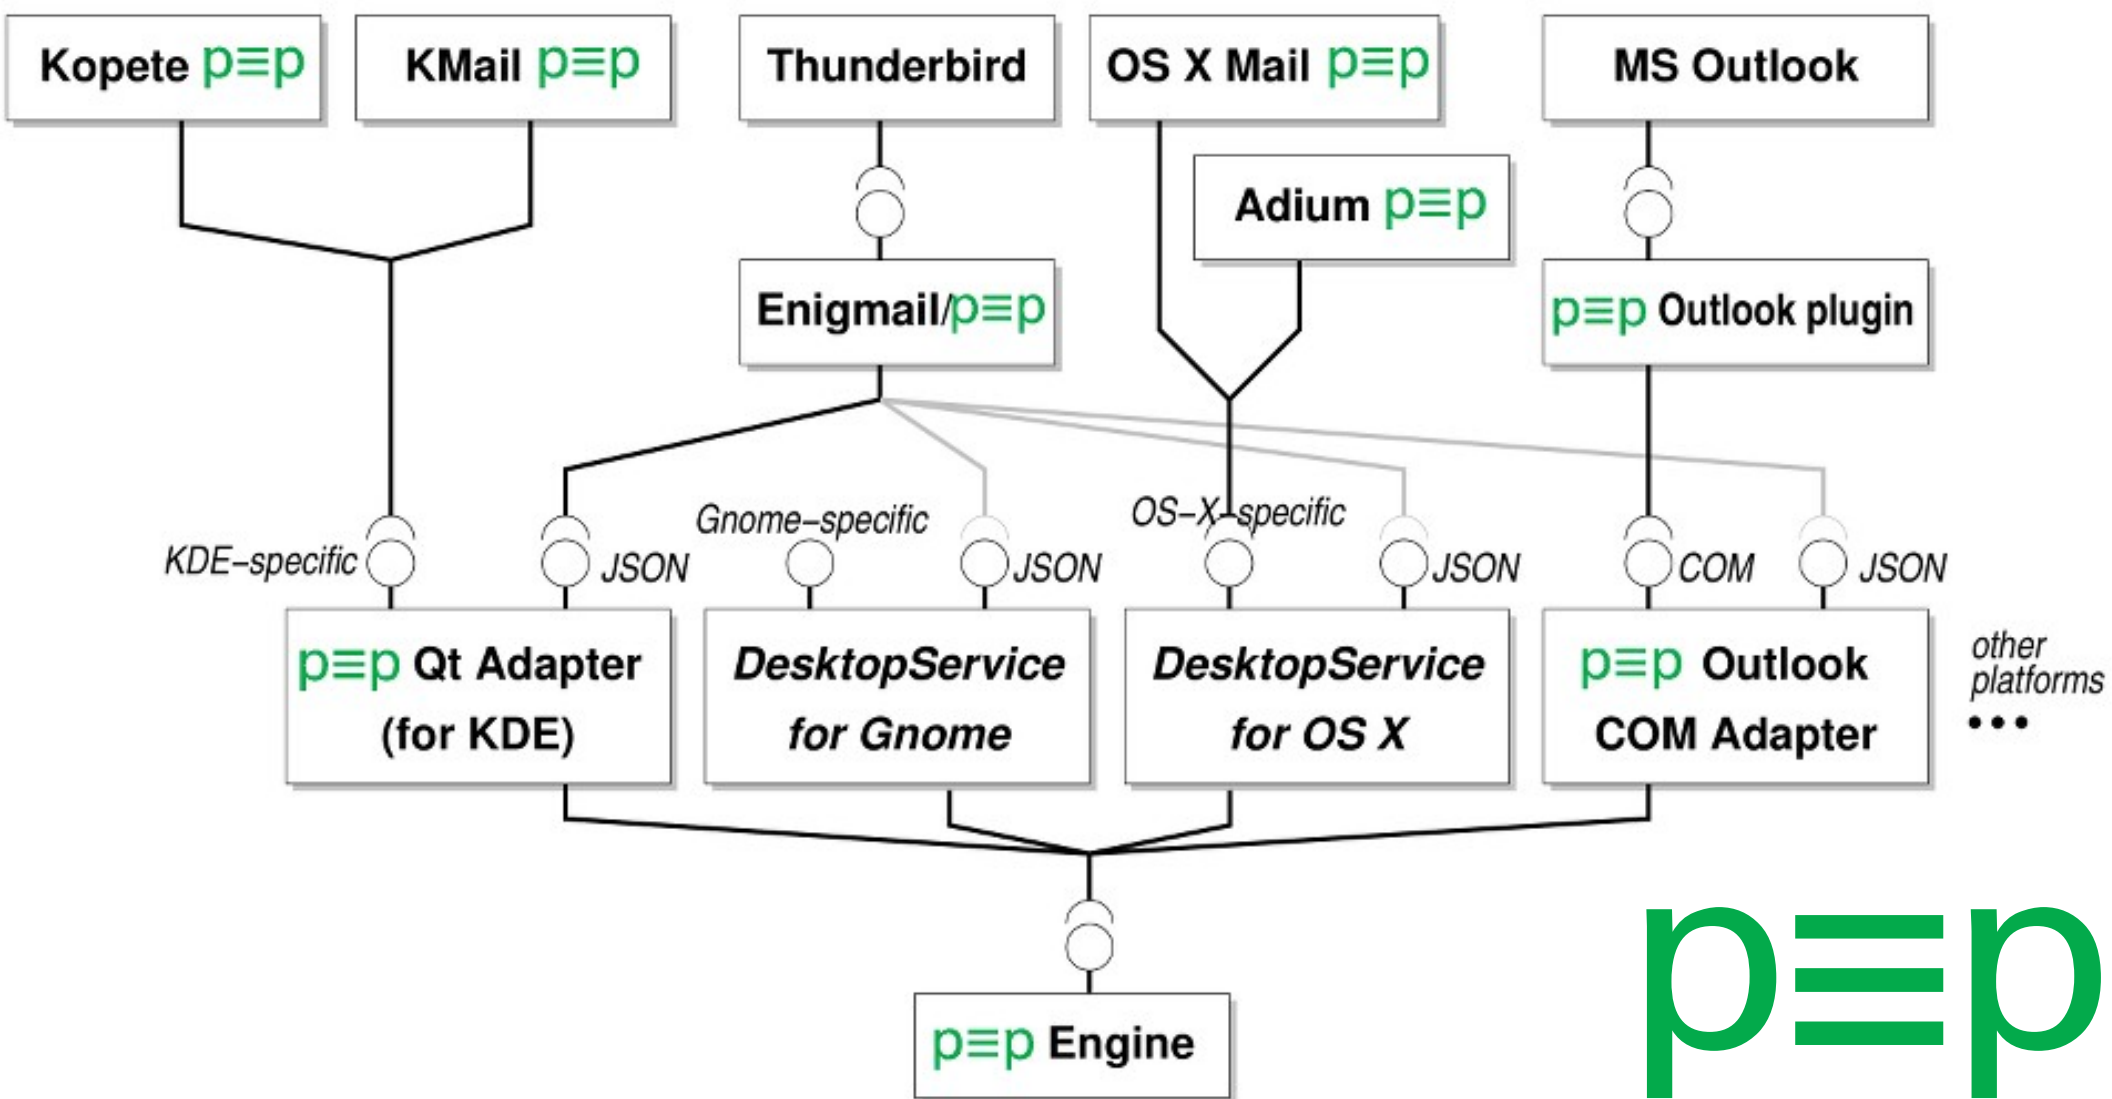 Kopete p≡p
KMail p≡p
Thunderbird
OS X Mail p≡p
MS Outlook
Adium p≡p
Enigmail/p≡p
p≡p Outlook plugin
KDE–specific
JSON
Gnome–specific
JSON
OS–X–specific
JSON
COM
JSON
p≡p Qt Adapter
(for KDE)
DesktopService
for Gnome
DesktopService
for OS X
p≡p Outlook
COM Adapter
other
platforms
•••
p≡p Engine
p≡p